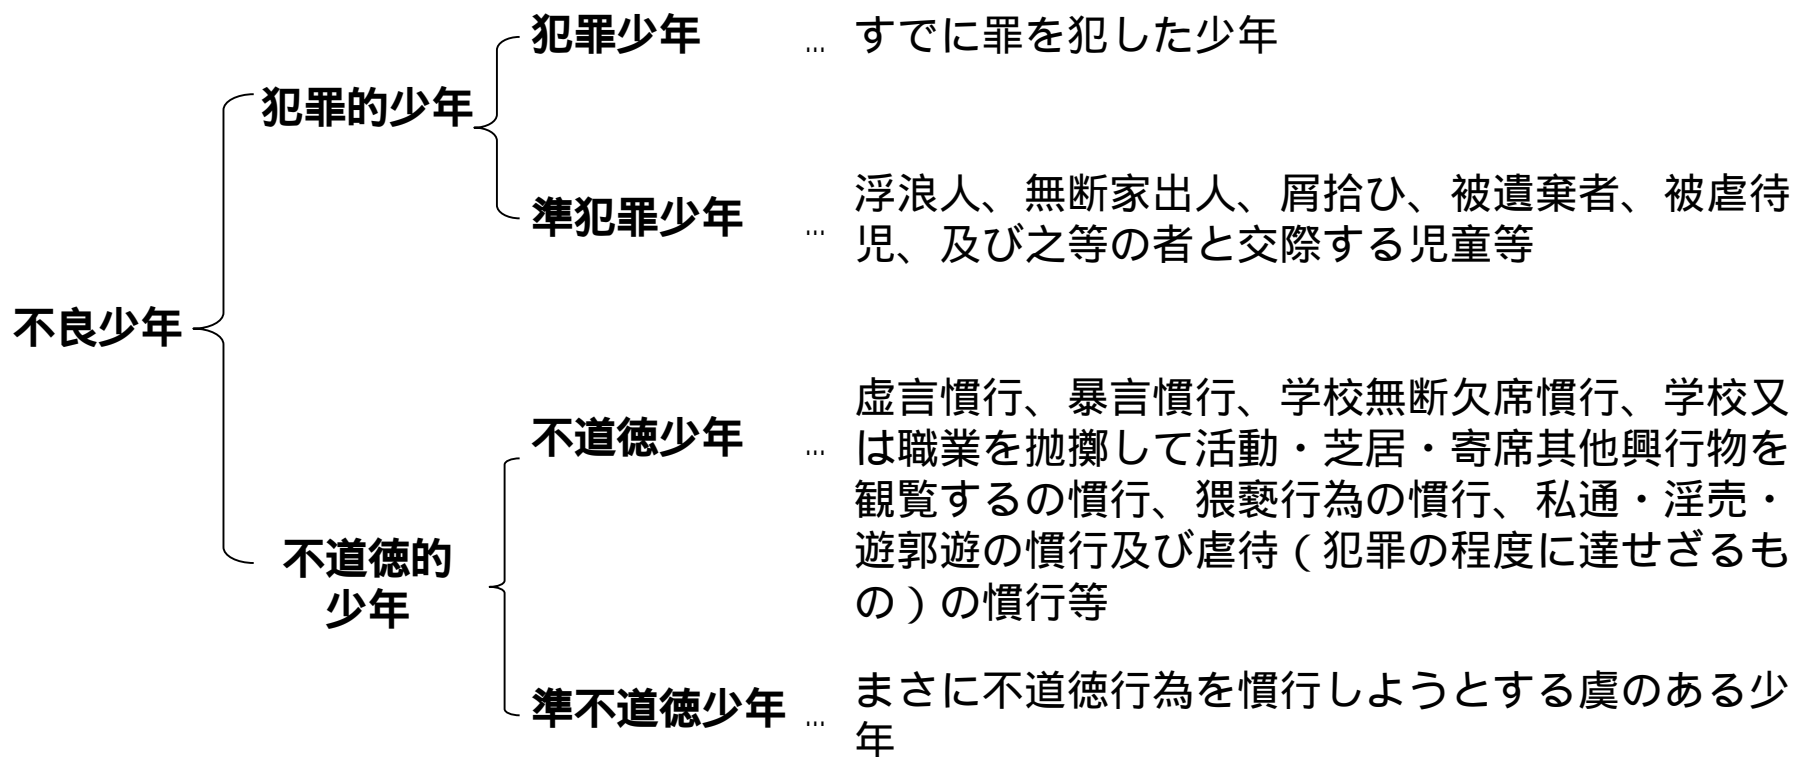 犯罪少年 … すでに罪を犯した少年
犯罪的少年
準犯罪少年 … 浮浪人、無断家出人、屑拾ひ、被遺棄者、被虐待
児、及び之等の者と交際する児童等
不良少年
不道徳少年 … 虚言慣行、暴言慣行、学校無断欠席慣行、学校又
は職業を抛擲して活動・芝居・寄席其他興行物を
観覧するの慣行、猥褻行為の慣行、私通・淫売・
遊郭遊の慣行及び虐待（犯罪の程度に達せざるも
の）の慣行等
不道徳的
少年
準不道徳少年 … まさに不道徳行為を慣行しようとする虞のある少
年